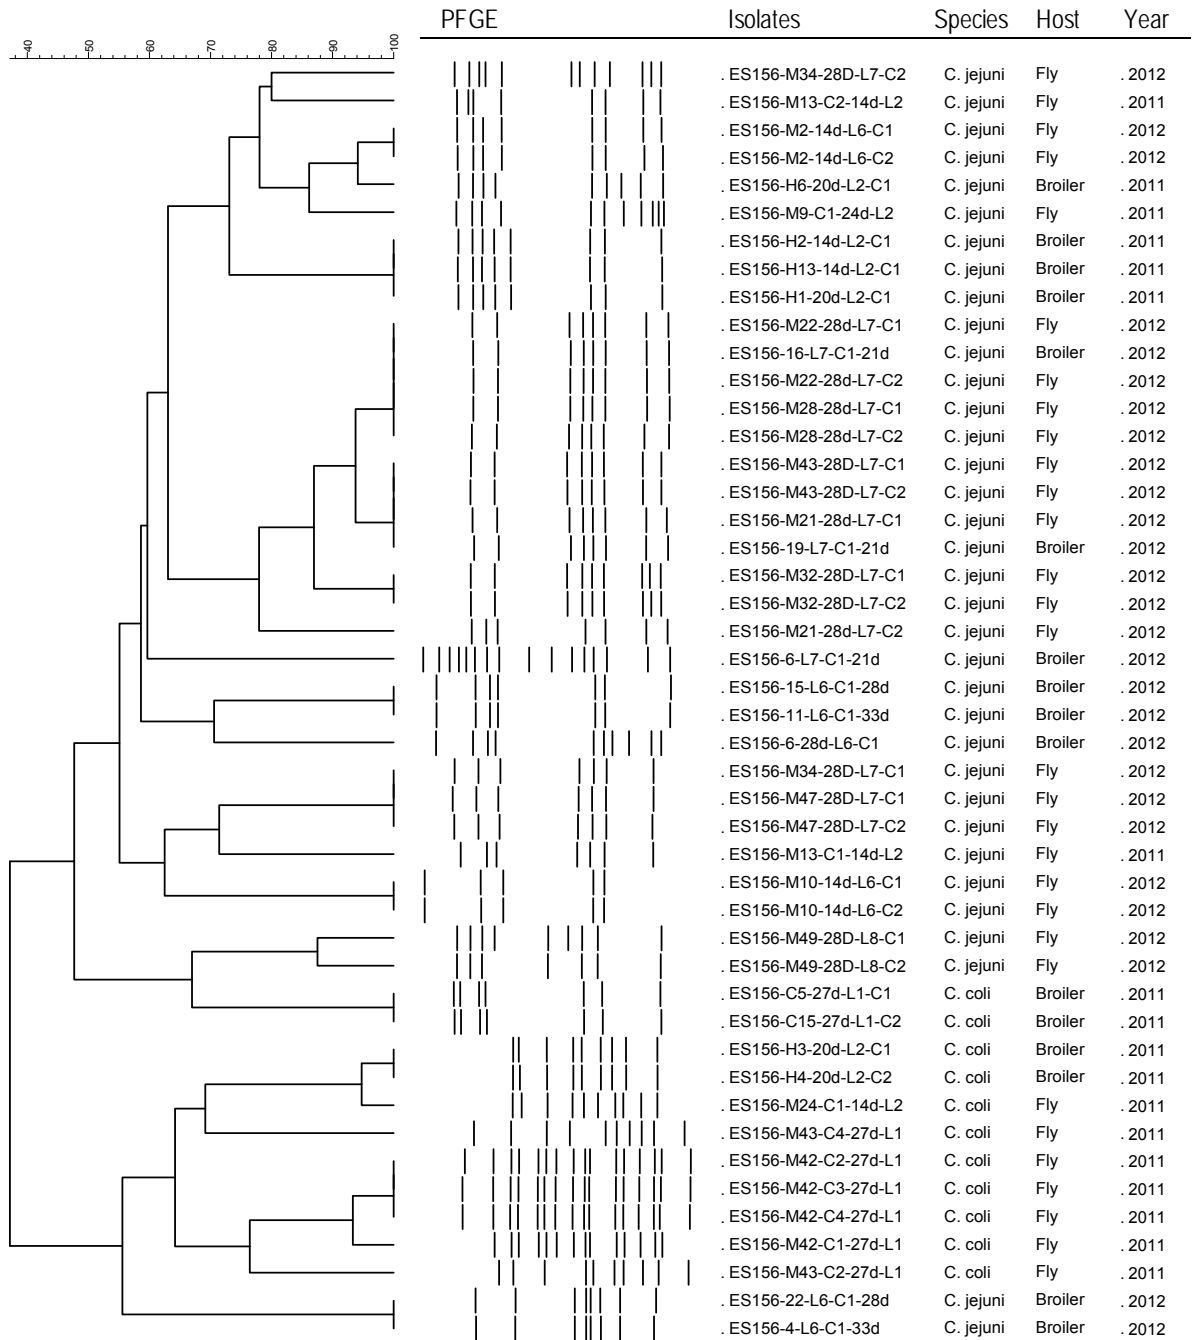 PFGE Isolates Species Host Year
40 50 60 70 80 90 100
. ES156-M34-28D-L7-C2 C. jejuni Fly . 2012
. ES156-M13-C2-14d-L2 C. jejuni Fly . 2011
. ES156-M2-14d-L6-C1 C. jejuni Fly . 2012
. ES156-M2-14d-L6-C2 C. jejuni Fly . 2012
. ES156-H6-20d-L2-C1 C. jejuni Broiler . 2011
. ES156-M9-C1-24d-L2 C. jejuni Fly . 2011
. ES156-H2-14d-L2-C1 C. jejuni Broiler . 2011
. ES156-H13-14d-L2-C1 C. jejuni Broiler . 2011
. ES156-H1-20d-L2-C1 C. jejuni Broiler . 2011
. ES156-M22-28d-L7-C1 C. jejuni Fly . 2012
. ES156-16-L7-C1-21d C. jejuni Broiler . 2012
. ES156-M22-28d-L7-C2 C. jejuni Fly . 2012
. ES156-M28-28d-L7-C1 C. jejuni Fly . 2012
. ES156-M28-28d-L7-C2 C. jejuni Fly . 2012
. ES156-M43-28D-L7-C1 C. jejuni Fly . 2012
. ES156-M43-28D-L7-C2 C. jejuni Fly . 2012
. ES156-M21-28d-L7-C1 C. jejuni Fly . 2012
. ES156-19-L7-C1-21d C. jejuni Broiler . 2012
. ES156-M32-28D-L7-C1 C. jejuni Fly . 2012
. ES156-M32-28D-L7-C2 C. jejuni Fly . 2012
. ES156-M21-28d-L7-C2 C. jejuni Fly . 2012
. ES156-6-L7-C1-21d C. jejuni Broiler . 2012
. ES156-15-L6-C1-28d C. jejuni Broiler . 2012
. ES156-11-L6-C1-33d C. jejuni Broiler . 2012
. ES156-6-28d-L6-C1 C. jejuni Broiler . 2012
. ES156-M34-28D-L7-C1 C. jejuni Fly . 2012
. ES156-M47-28D-L7-C1 C. jejuni Fly . 2012
. ES156-M47-28D-L7-C2 C. jejuni Fly . 2012
. ES156-M13-C1-14d-L2 C. jejuni Fly . 2011
. ES156-M10-14d-L6-C1 C. jejuni Fly . 2012
. ES156-M10-14d-L6-C2 C. jejuni Fly . 2012
. ES156-M49-28D-L8-C1 C. jejuni Fly . 2012
. ES156-M49-28D-L8-C2 C. jejuni Fly . 2012
. ES156-C5-27d-L1-C1 C. coli Broiler . 2011
. ES156-C15-27d-L1-C2 C. coli Broiler . 2011
. ES156-H3-20d-L2-C1 C. coli Broiler . 2011
. ES156-H4-20d-L2-C2 C. coli Broiler . 2011
. ES156-M24-C1-14d-L2 C. coli Fly . 2011
. ES156-M43-C4-27d-L1 C. coli Fly . 2011
. ES156-M42-C2-27d-L1 C. coli Fly . 2011
. ES156-M42-C3-27d-L1 C. coli Fly . 2011
. ES156-M42-C4-27d-L1 C. coli Fly . 2011
. ES156-M42-C1-27d-L1 C. coli Fly . 2011
. ES156-M43-C2-27d-L1 C. coli Fly . 2011
. ES156-22-L6-C1-28d C. jejuni Broiler . 2012
. ES156-4-L6-C1-33d C. jejuni Broiler . 2012